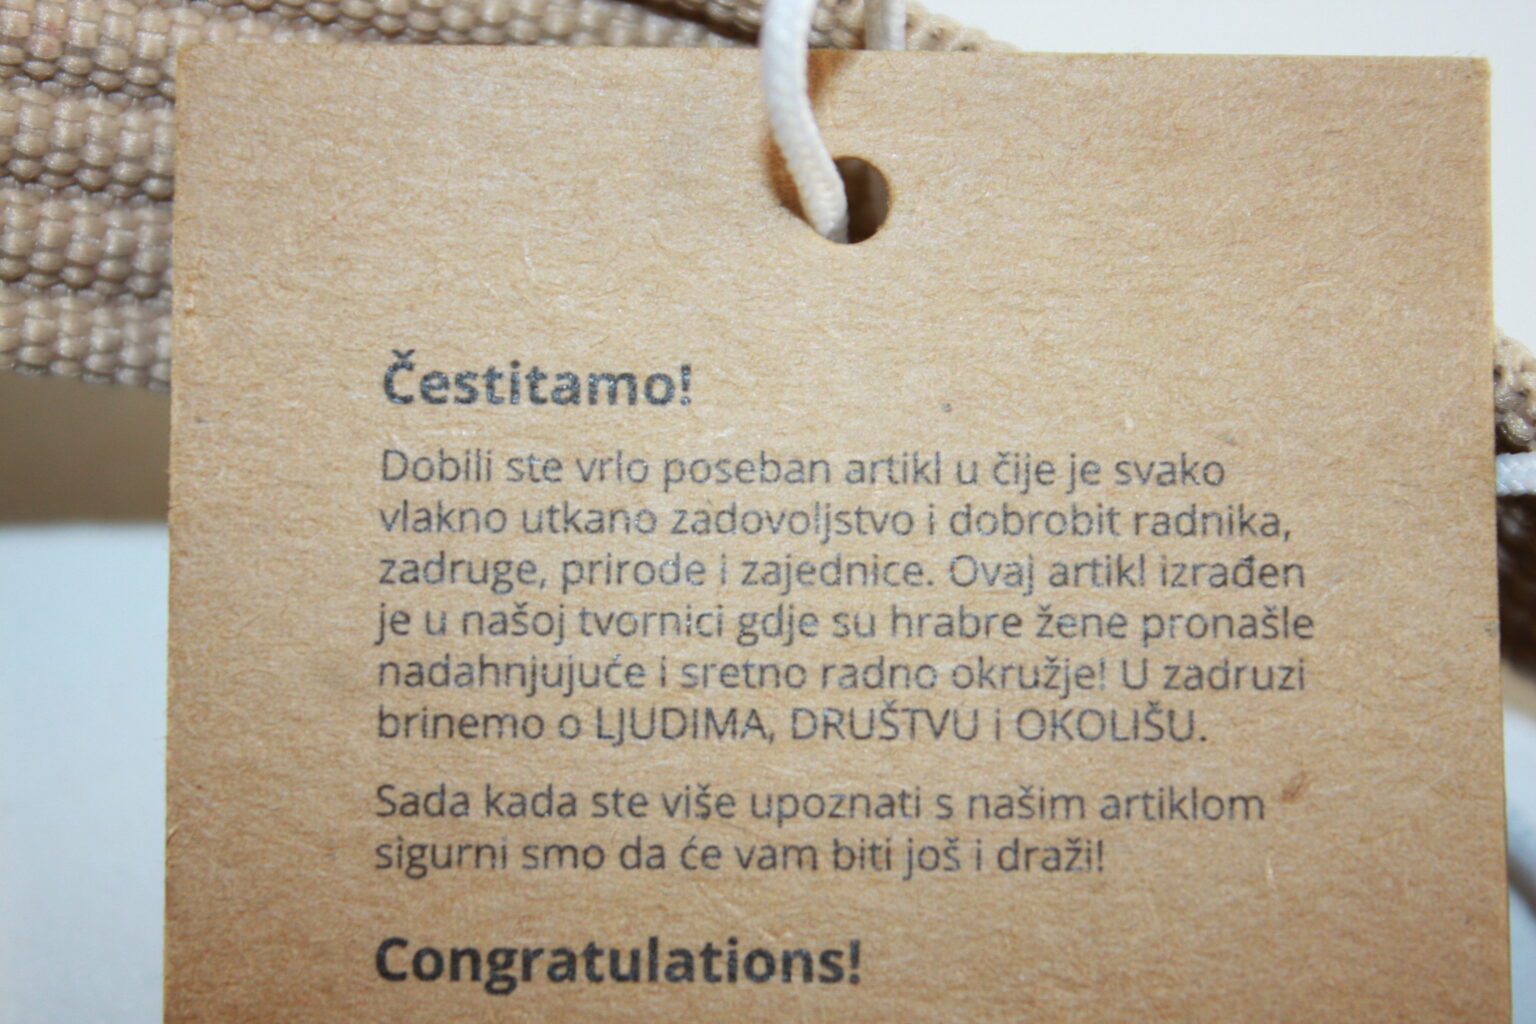 Čestitamo!
Dobili ste vrlo poseban artikl u čije je svako
vlakno utkano zadovoljstvo i dobrobit radnika,
zadruge, prirode i zajednice. Ovaj artikl izrađen
je u našoj tvornici gdje su hrabre žene pronašle
nadahnjujuće i sretno radno okružje! U zadruzi
brinemo o LJUDIMA, DRUŠTVU i OKOLIŠU.
Sada kada ste više upoznati s našim artiklom
sigurni smo da će vam biti još i draži!
Congratulations!